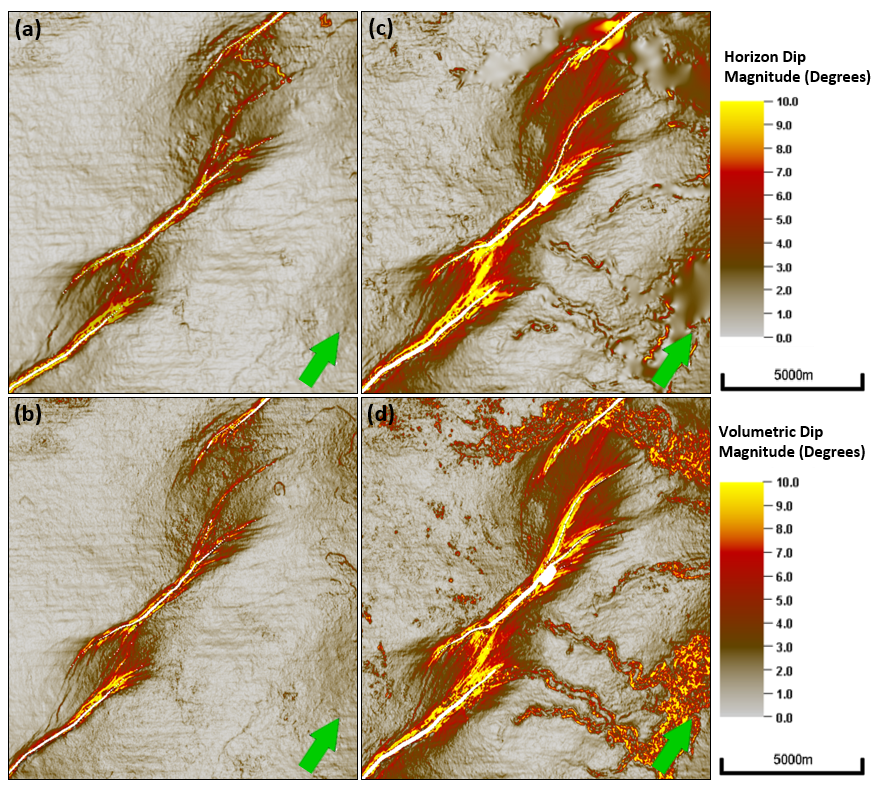 (a)
(c)
Horizon Dip
Magnitude (Degrees)
10.0
9.0
8.0
7.0
6.0
5.0
4.0
3.0
2.0
1.0
0.0
5000m
(b)
(d)
Volumetric Dip
Magnitude (Degrees)
10.0
9.0
8.0
7.0
6.0
5.0
4.0
3.0
2.0
1.0
0.0
5000m